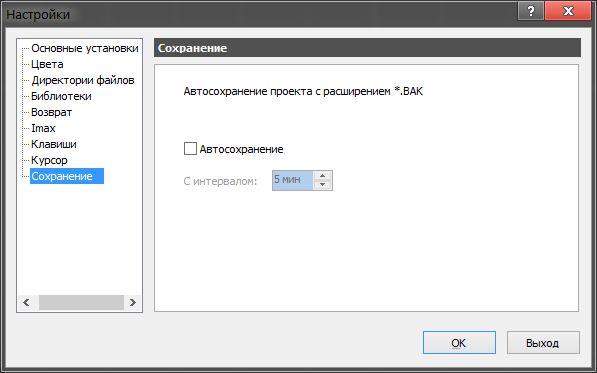 Настройки
?
Основные установки
Цвета
Директории файлов
Библиотеки
Возврат
Imax
Клавиши
Курсор
Сохранение
Сохранение
Автосохранение проекта с расширением *.BAK
Автосохранение
С интервалом:
5 мин
OK
Выход